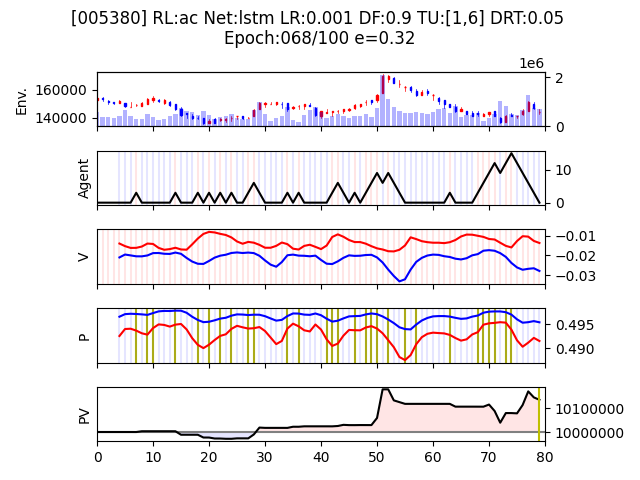 [005380] RL:ac Net:lstm LR:0.001 DF:0.9 TU:[1,6] DRT:0.05
Epoch:068/100 e=0.32
1e6
Env.
160000
140000
2
0
Agent
10
0
V
−0.01
−0.02
−0.03
P
0.495
0.490
PV
10100000
10000000
0 10 20 30 40 50 60 70 80